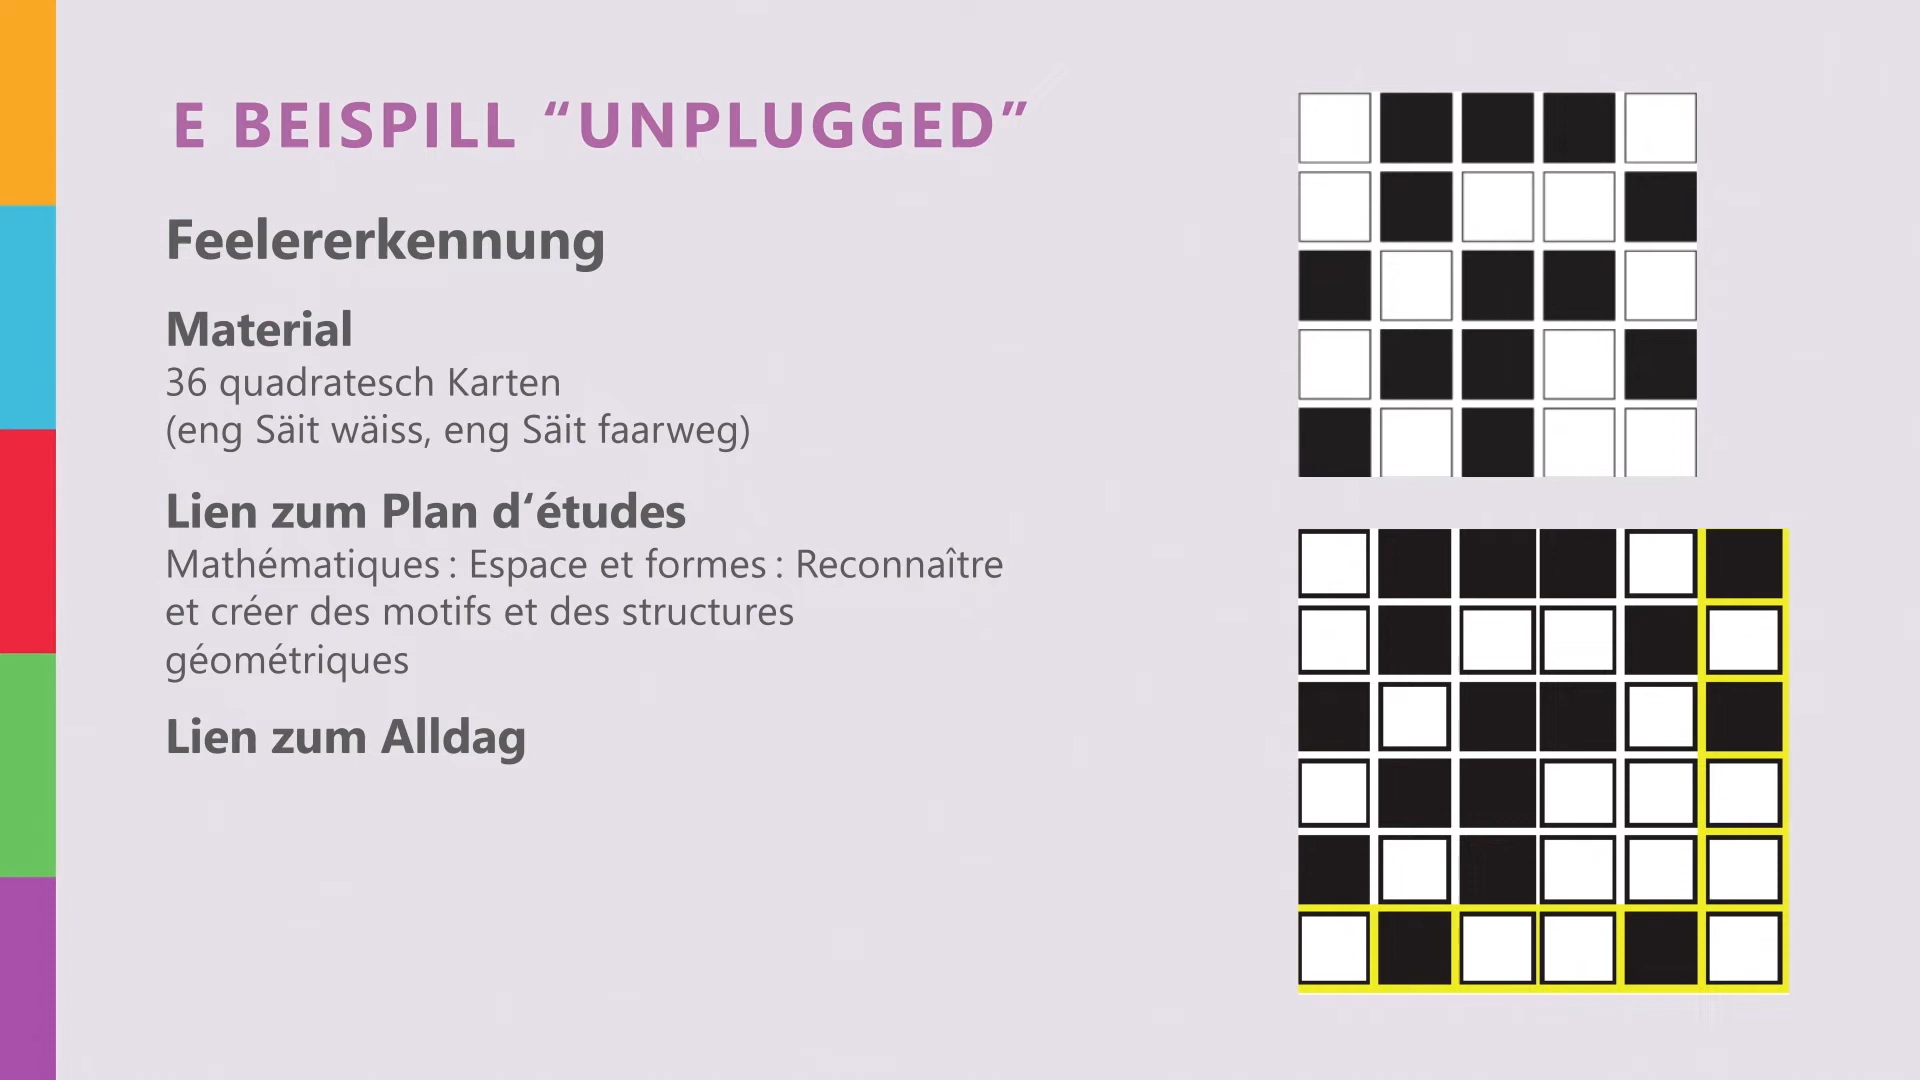 E BEISPILL “UNPLUGGED”
Feelererkennung
Material
36 quadratesch Karten
(eng Säit wäiss, eng Säit faarweg)
Lien zum Plan d‘études
Mathématiques : Espace et formes : Reconnaître
et créer des motifs et des structures
géométriques
Lien zum Alldag